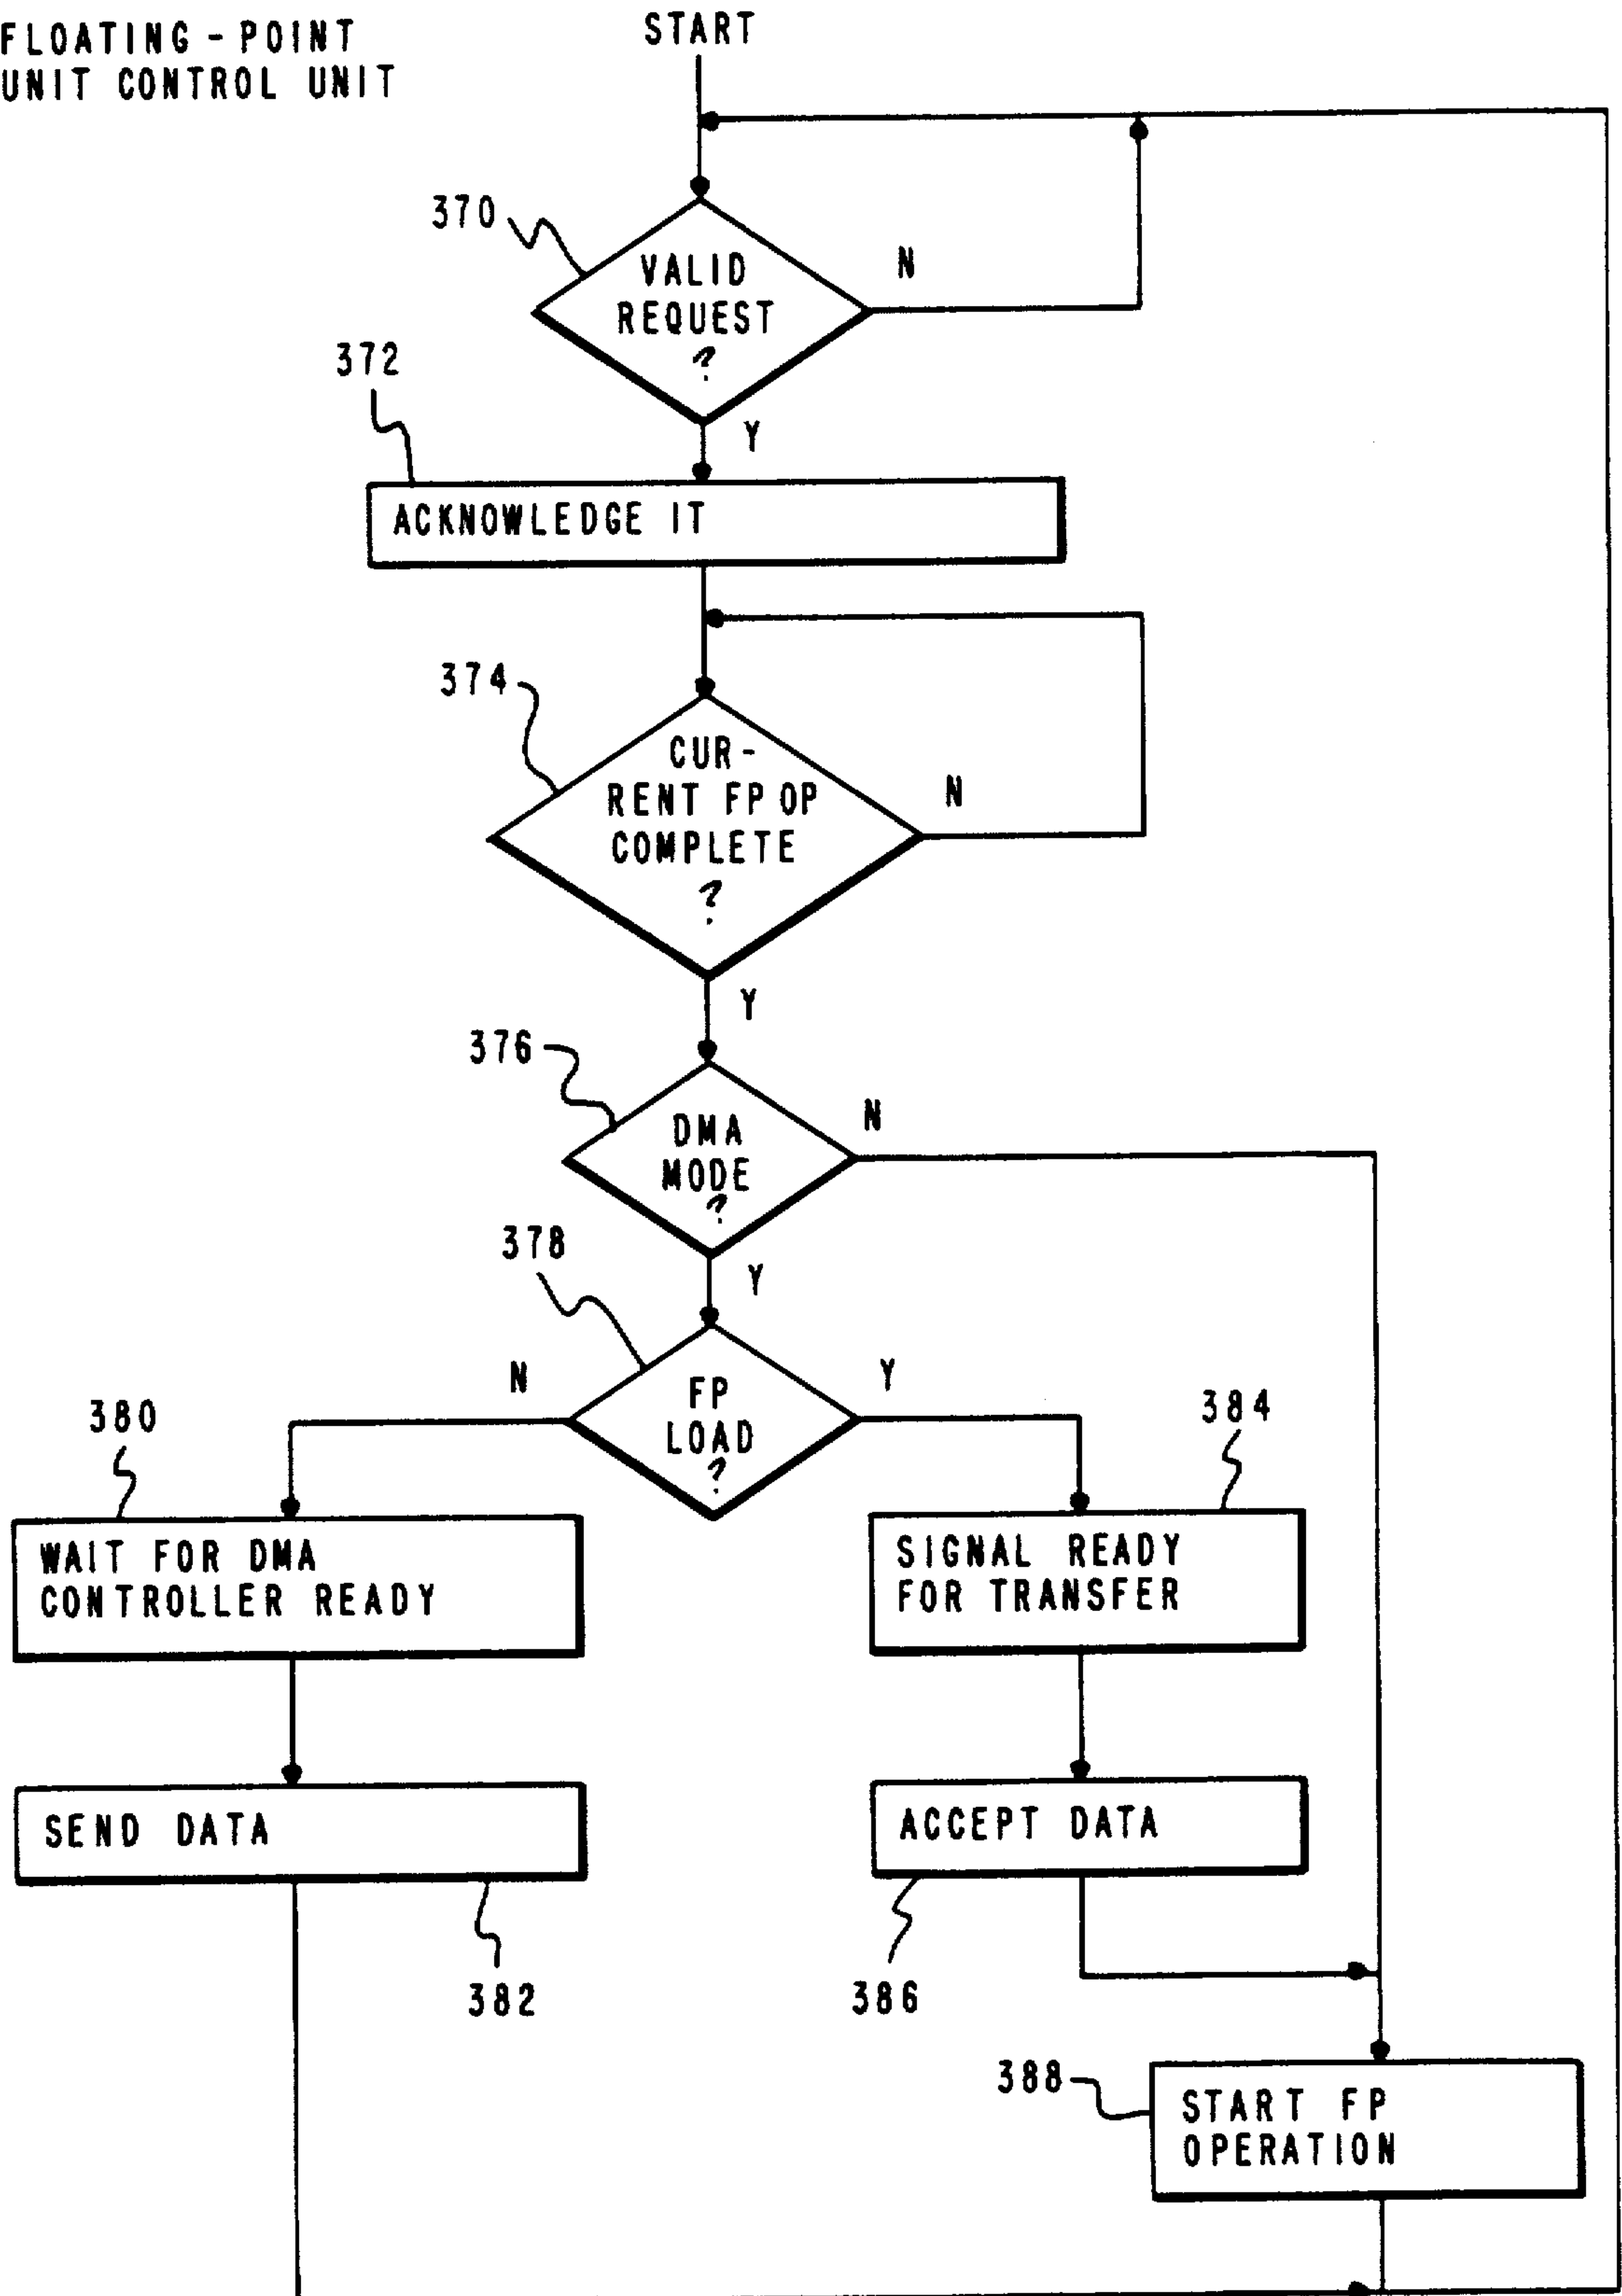 FLOATING-POINT
UNIT CONTROL UNIT
START
370
VALID
REQUEST
?
N
Y
372
ACKNOWLEDGE IT
374
CUR-
RENT FP OP
COMPLETE
?
N
Y
376
DMA
MODE
?
N
Y
378
FP
LOAD
?
N
Y
380
WAIT FOR DMA
CONTROLLER READY
384
SIGNAL READY
FOR TRANSFER
SEND DATA
382
ACCEPT DATA
386
388
START FP
OPERATION